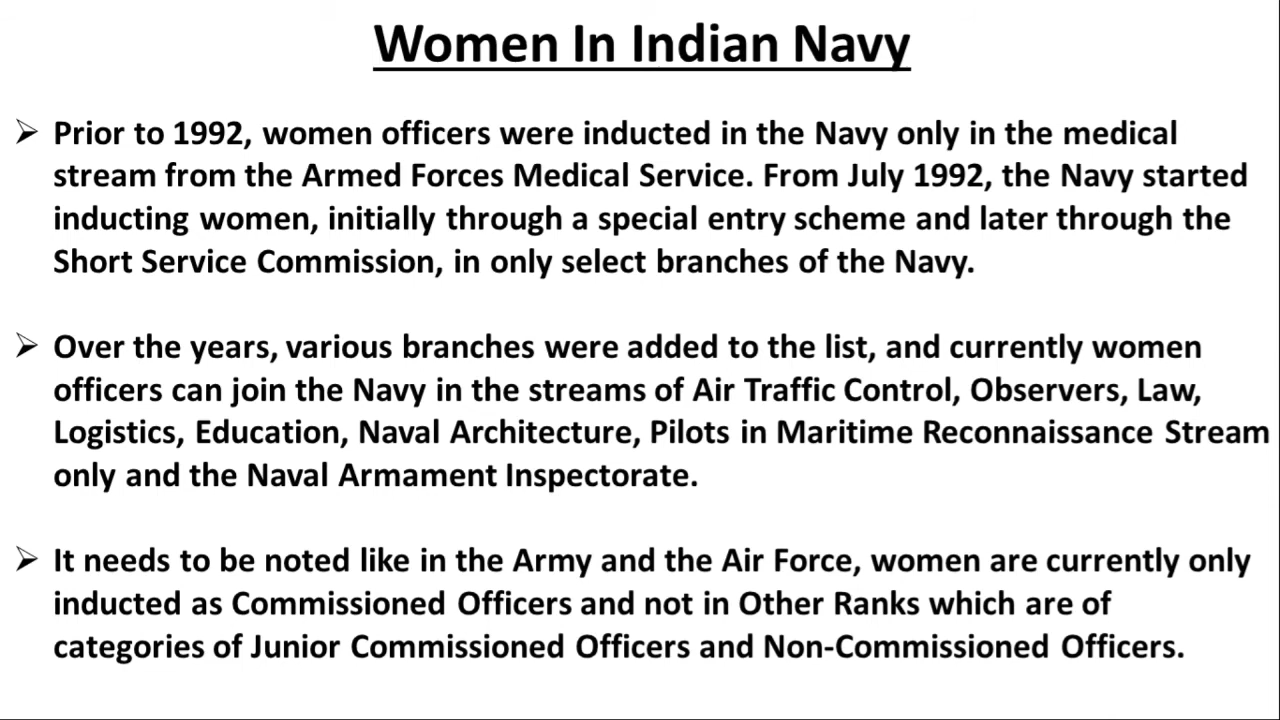 Women In Indian Navy
➢ Prior to 1992, women officers were inducted in the Navy only in the medical
stream from the Armed Forces Medical Service. From July 1992, the Navy started
inducting women, initially through a special entry scheme and later through the
Short Service Commission, in only select branches of the Navy.
➢ Over the years, various branches were added to the list, and currently women
officers can join the Navy in the streams of Air Traffic Control, Observers, Law,
Logistics, Education, Naval Architecture, Pilots in Maritime Reconnaissance Stream
only and the Naval Armament Inspectorate.
➢ It needs to be noted like in the Army and the Air Force, women are currently only
inducted as Commissioned Officers and not in Other Ranks which are of
categories of Junior Commissioned Officers and Non-Commissioned Officers.